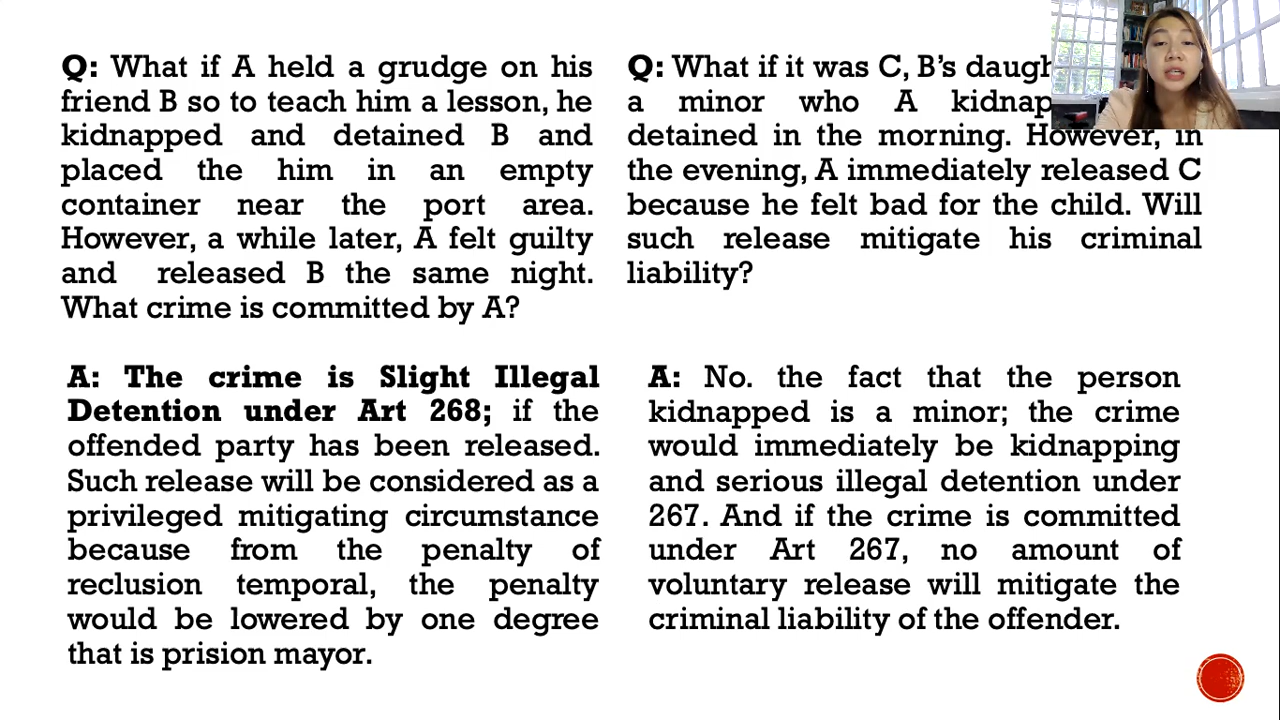 Q: What if A held a grudge on his
friend B so to teach him a lesson, he
kidnapped and detained B and
placed the him in an empty
container near the port area.
However, a while later, A felt guilty
and released B the same night.
What crime is committed by A?
A: The crime is Slight Illegal
Detention under Art 268; if the
offended party has been released.
Such release will be considered as a
privileged mitigating circumstance
because from the penalty of
reclusion temporal, the penalty
would be lowered by one degree
that is prision mayor.
Q: What if it was C, B's
a minor who A
detained in the morning. However, in
the evening, A immediately released C
because he felt bad for the child. Will
such release mitigate his criminal
liability?
A: No. the fact that the person
kidnapped is a minor; the crime
would immediately be kidnapping
and serious illegal detention under
267. And if the crime is committed
under Art 267, no amount of
voluntary release will mitigate the
criminal liability of the offender.